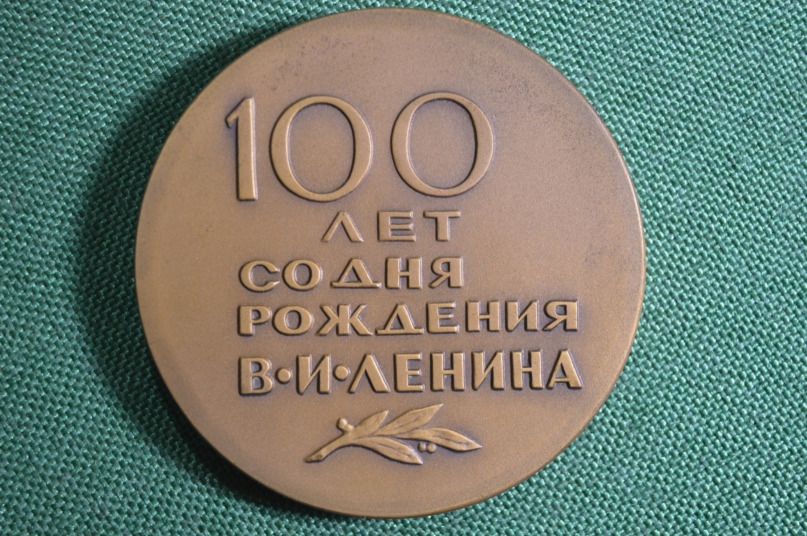 100
ЛЕТ
СО ДНЯ
РОЖДЕНИЯ
В•И•ЛЕНИНА